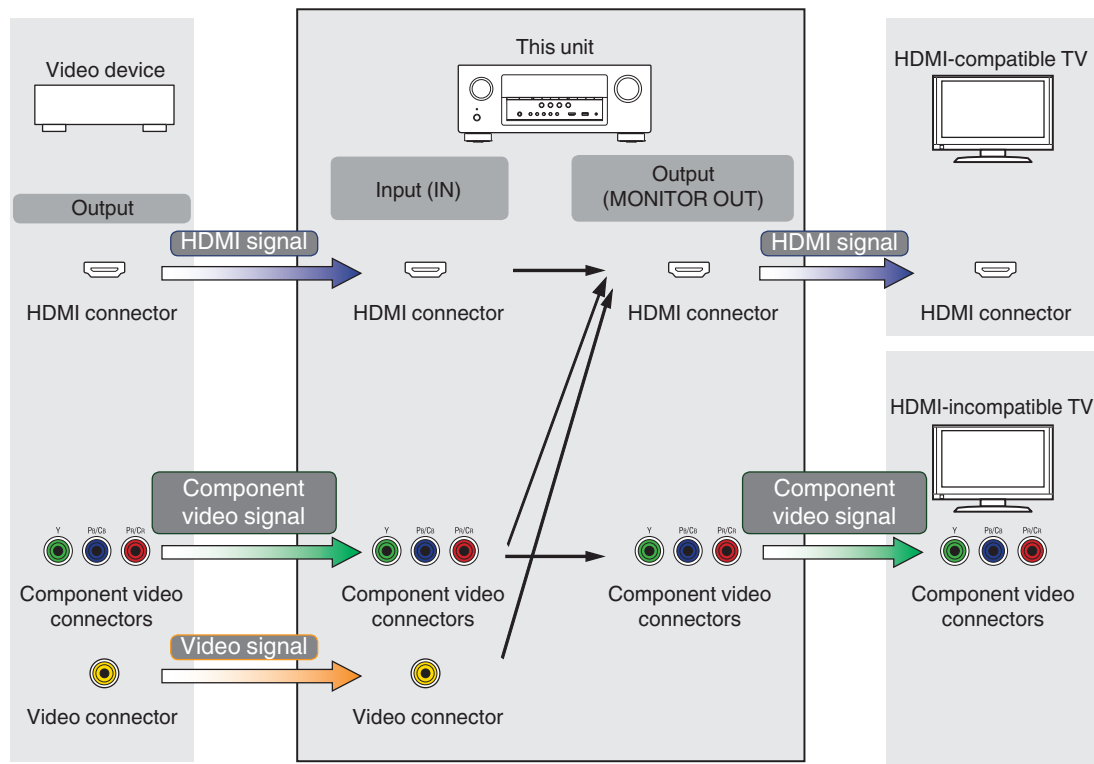 Video device
This unit
HDMI-compatible TV
Output
Input (IN)
Output
(MONITOR OUT)
HDMI signal
HDMI signal
HDMI connector
HDMI connector
HDMI connector
HDMI connector
HDMI-incompatible TV
Component
video signal
Component
video signal
Y PB/CB PR/CR
Y PB/CB PR/CR
Y PB/CB PR/CR
Y PB/CB PR/CR
Component video
connectors
Component video
connectors
Component video
connectors
Component video
connectors
Video signal
Video connector
Video connector